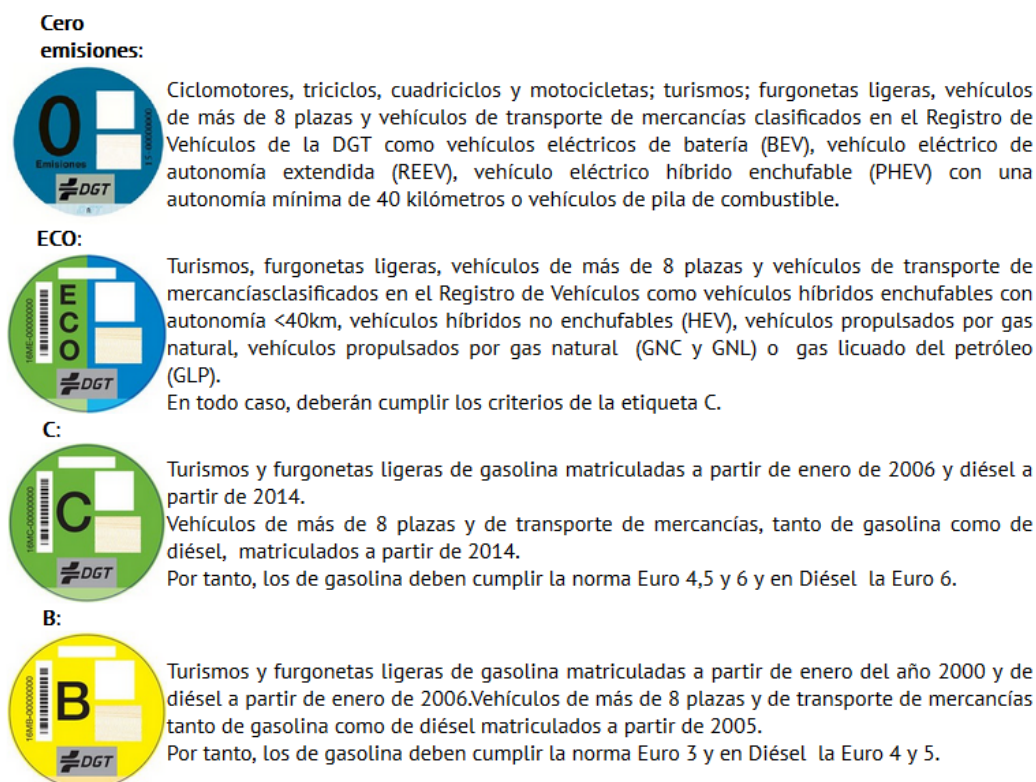 Cero
emisiones:
0
Emisiones
DGT
Ciclomotores, triciclos, cuadriciclos y motocicletas; turismos; furgonetas ligeras, vehículos
de más de 8 plazas y vehículos de transporte de mercancías clasificados en el Registro de
Vehículos de la DGT como vehículos eléctricos de batería (BEV), vehículo eléctrico de
autonomía extendida (REEV), vehículo eléctrico híbrido enchufable (PHEV) con una
autonomía mínima de 40 kilómetros o vehículos de pila de combustible.
ECO:
16ME-00000000
ECO
DGT
Turismos, furgonetas ligeras, vehículos de más de 8 plazas y vehículos de transporte de
mercancíasclasificados en el Registro de Vehículos como vehículos híbridos enchufables con
autonomía <40km, vehículos híbridos no enchufables (HEV), vehículos propulsados por gas
natural, vehículos propulsados por gas natural (GNC y GNL) o gas licuado del petróleo
(GLP).
En todo caso, deberán cumplir los criterios de la etiqueta C.
C:
16MC-00000000
C
DGT
Turismos y furgonetas ligeras de gasolina matriculadas a partir de enero de 2006 y diésel a
partir de 2014.
Vehículos de más de 8 plazas y de transporte de mercancías, tanto de gasolina como de
diésel, matriculados a partir de 2014.
Por tanto, los de gasolina deben cumplir la norma Euro 4,5 y 6 y en Diésel la Euro 6.
B:
16MB-00000000
B
DGT
Turismos y furgonetas ligeras de gasolina matriculadas a partir de enero del año 2000 y de
diésel a partir de enero de 2006.Vehículos de más de 8 plazas y de transporte de mercancías
tanto de gasolina como de diésel matriculados a partir de 2005.
Por tanto, los de gasolina deben cumplir la norma Euro 3 y en Diésel la Euro 4 y 5.